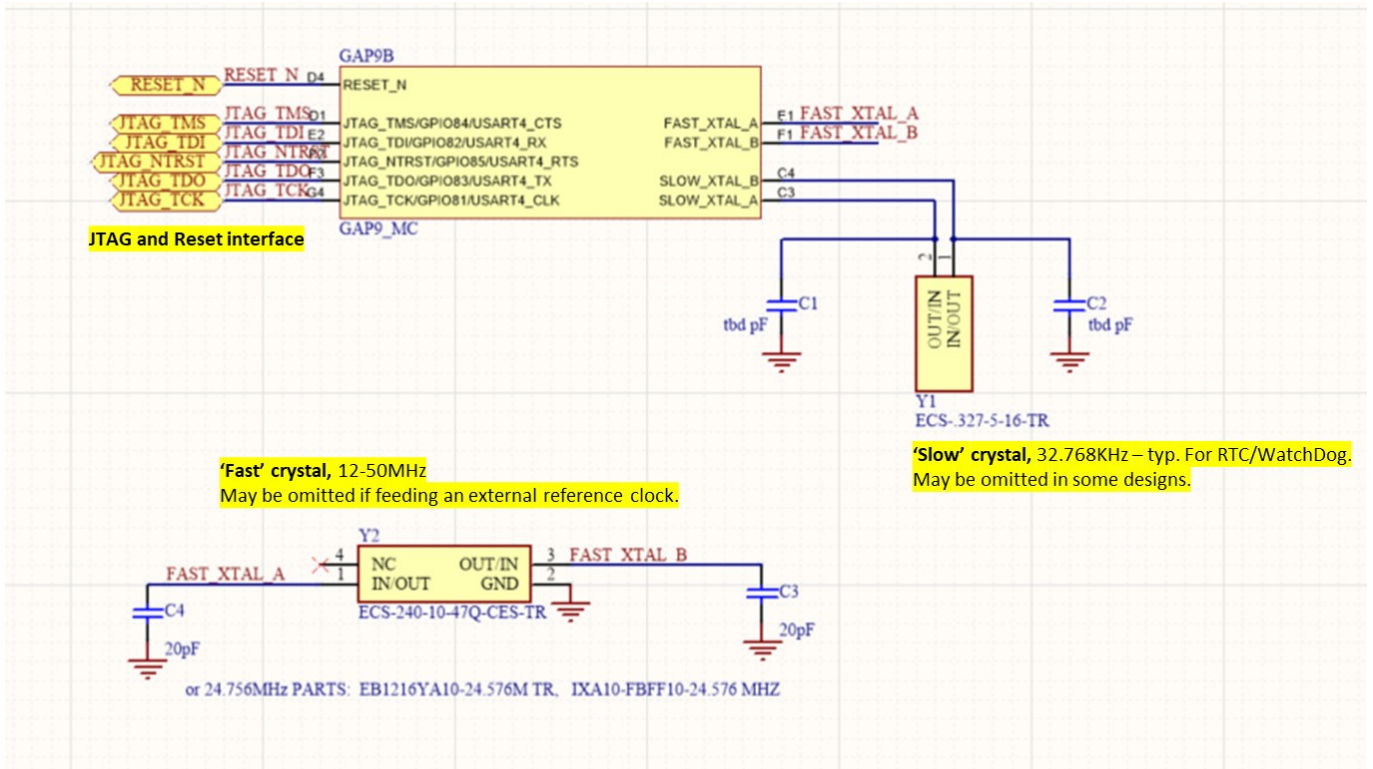 GAP9B
RESET_N RESET_N D4 RESET_N
JTAG_TMS JTAG_TMS D1 JTAG_TMS/GPIO84/USART4_CTS FAST_XTAL_A E1 FAST_XTAL_A
JTAG_TDI JTAG_TDI E2 JTAG_TDI/GPIO82/USART4_RX FAST_XTAL_B F1 FAST_XTAL_B
JTAG_NTRST JTAG_NTRST JTAG_NTRST/GPIO85/USART4_RTS
JTAG_TDO JTAG_TDO F3 JTAG_TDO/GPIO83/USART4_TX SLOW_XTAL_B C4
JTAG_TCK JTAG_TCK G4 JTAG_TCK/GPIO81/USART4_CLK SLOW_XTAL_A C3
GAP9_MC
JTAG and Reset interface
2 1
C1
tbd pF
OUT/IN
IN/OUT
C2
tbd pF
Y1
ECS-.327-5-16-TR
'Slow' crystal, 32.768KHz – typ. For RTC/WatchDog.
May be omitted in some designs.
'Fast' crystal, 12-50MHz
May be omitted if feeding an external reference clock.
Y2
4 NC OUT/IN 3 FAST_XTAL_B
FAST_XTAL_A 1 IN/OUT GND 2
ECS-240-10-47Q-CES-TR
C4
20pF
C3
20pF
or 24.756MHz PARTS: EB1216YA10-24.576M TR, IXA10-FBFF10-24.576 MHZ